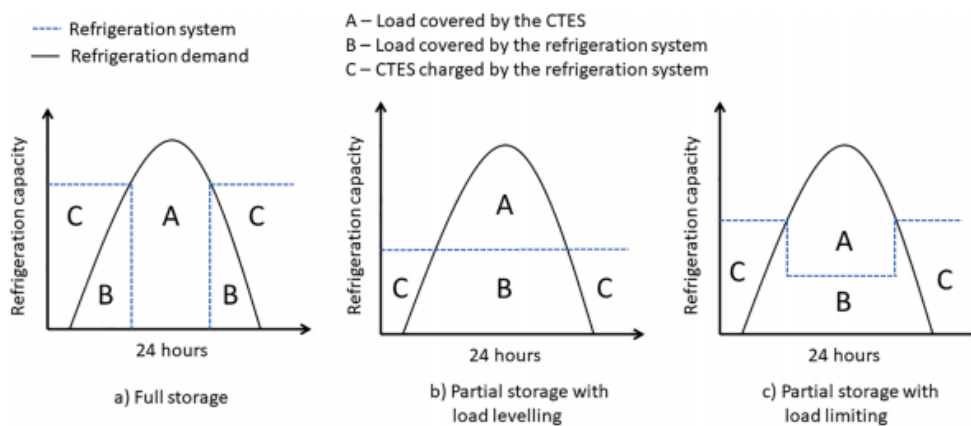 Refrigeration system
Refrigeration demand
A – Load covered by the CTES
B – Load covered by the refrigeration system
C – CTES charged by the refrigeration system
Refrigeration capacity
C
A
C
B
B
24 hours
a) Full storage
Refrigeration capacity
A
C
B
C
24 hours
b) Partial storage with
load levelling
Refrigeration capacity
A
C
B
C
24 hours
c) Partial storage with
load limiting